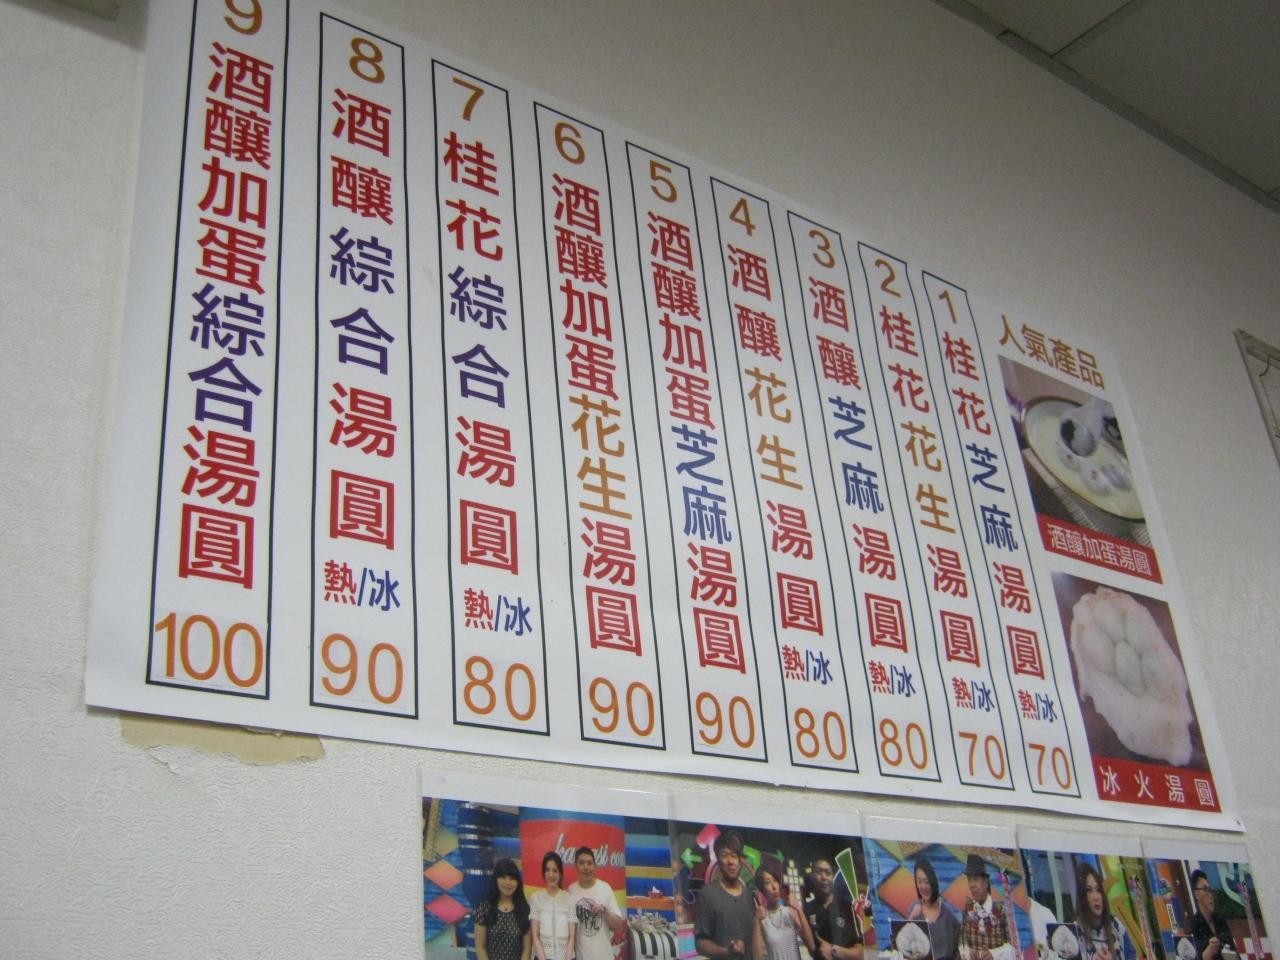 人氣產品
酒釀加蛋湯圓
冰火湯圓
1 桂花芝麻湯圓 熱/冰 70
2 桂花花生湯圓 熱/冰 70
3 酒釀芝麻湯圓 熱/冰 80
4 酒釀花生湯圓 熱/冰 80
5 酒釀加蛋芝麻湯圓 90
6 酒釀加蛋花生湯圓 90
7 桂花綜合湯圓 熱/冰 80
8 酒釀綜合湯圓 熱/冰 90
9 酒釀加蛋綜合湯圓 100